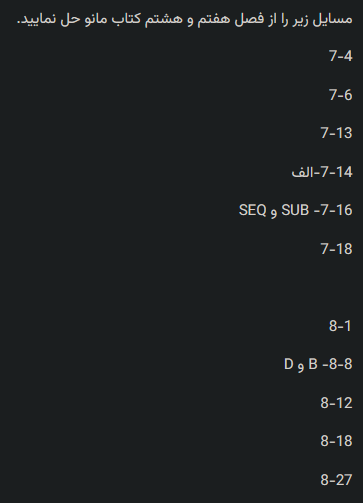 مسایل زیر را از فصل هفتم و هشتم کتاب مانو حل نمایید.
7-4
7-6
7-13
7-14-الف
7-16- SUB و SEQ
7-18
8-1
8-8- B و D
8-12
8-18
8-27